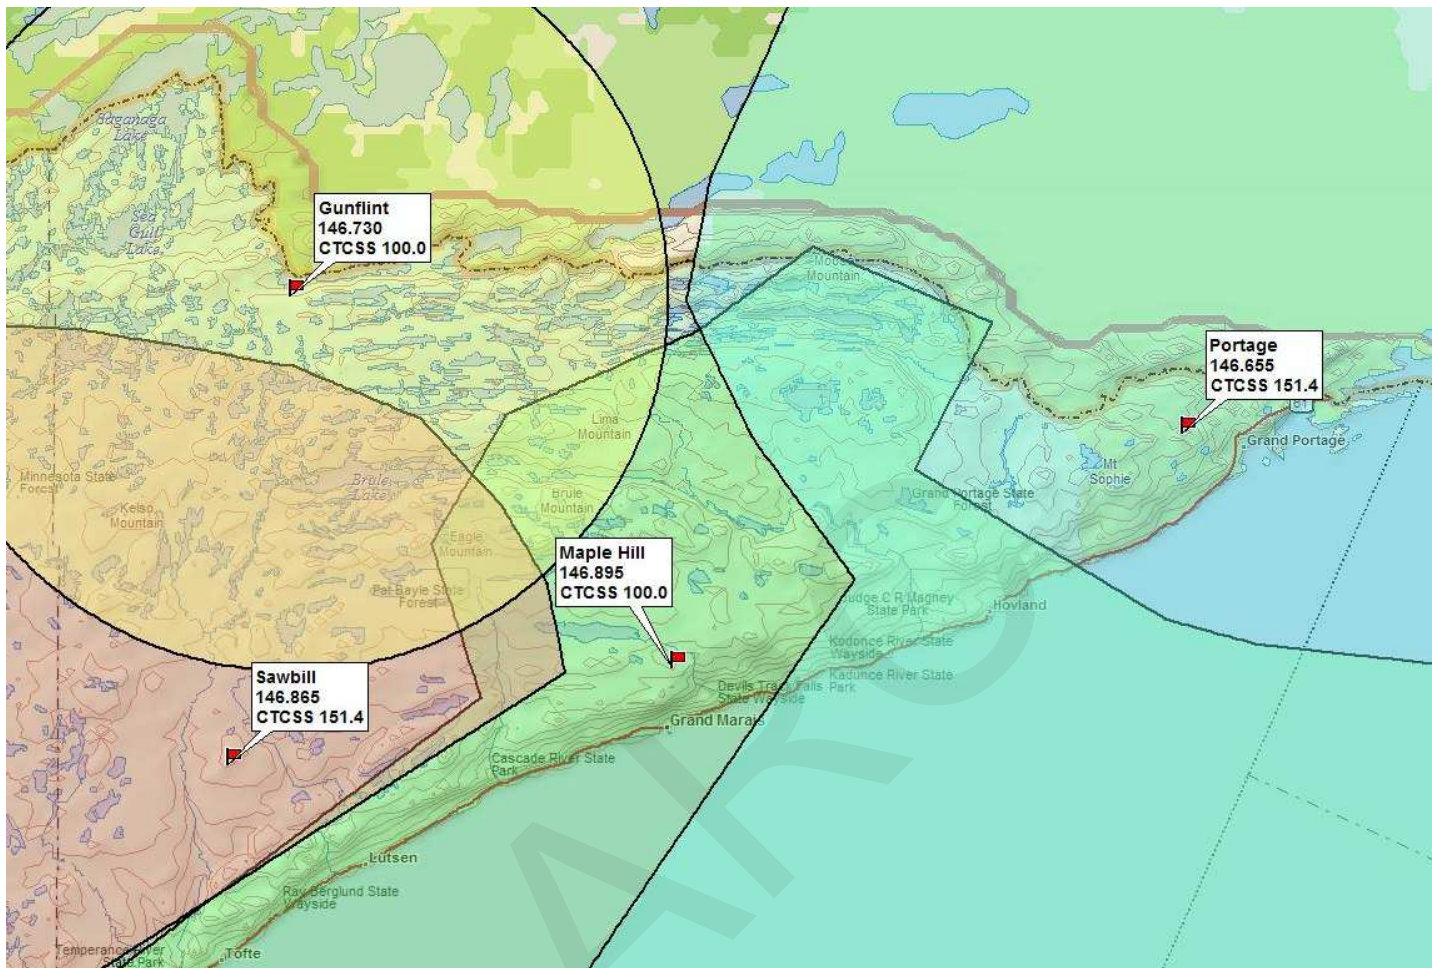 Saganaga
Lake
Sea
Gull
Lake
Gunflint
146.730
CTCSS 100.0
Moose
Mountain
Portage
146.655
CTCSS 151.4
61
Grand Portage
Lima
Mountain
Mt
Sophie
Minnesota State
Forest
Kelso
Mountain
Brule
Lake
Brule
Mountain
Grand Portage State
Forest
Eagle
Mountain
Maple Hill
146.895
CTCSS 100.0
Pat Bayle State
Forest
Judge C R Magney
State Park
Hovland
Kodonce River State
Wayside
Kadunce River State
Park
Sawbill
146.865
CTCSS 151.4
Devils Track Falls
State Wayside
Grand Marais
Cascade River State
Park
Lutsen
Ray Berglund State
Wayside
Temperance River
State Park
Tofte